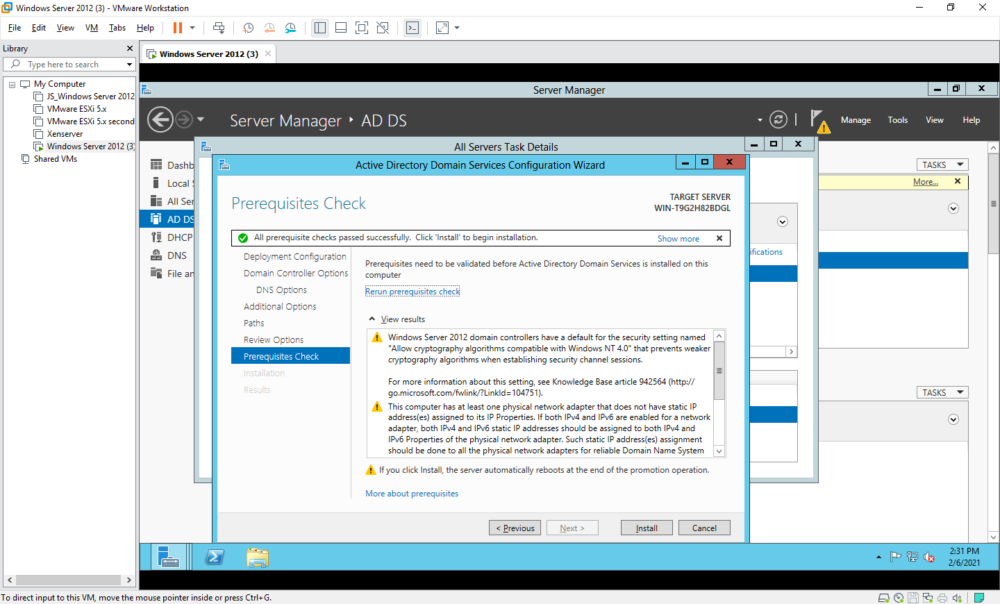 Windows Server 2012 (3) - VMware Workstation
File Edit View VM Tabs Help
Library
Type here to search
My Computer
JS_Windows Server 2012
VMware ESXi 5.x
VMware ESXi 5.x second
Xenserver
Windows Server 2012 (3)
Shared VMs
Windows Server 2012 (3)
Server Manager
Server Manager AD DS
Manage Tools View Help
All Servers Task Details
Active Directory Domain Services Configuration Wizard
Dashb
Local S
All Ser
AD DS
DHCP
DNS
File an
TASKS
More...
ifications
TASKS
Prerequisites Check
TARGET SERVER
WIN-T9G2H82BDGL
All prerequisite checks passed successfully. Click 'Install' to begin installation.
Show more
Deployment Configuration
Domain Controller Options
DNS Options
Additional Options
Paths
Review Options
Prerequisites Check
Installation
Results
Prerequisites need to be validated before Active Directory Domain Services is installed on this
computer
Rerun prerequisites check
View results
Windows Server 2012 domain controllers have a default for the security setting named
"Allow cryptography algorithms compatible with Windows NT 4.0" that prevents weaker
cryptography algorithms when establishing security channel sessions.
For more information about this setting, see Knowledge Base article 942564 (http://
go.microsoft.com/fwlink/?LinkId=104751).
This computer has at least one physical network adapter that does not have static IP
address(es) assigned to its IP Properties. If both IPv4 and IPv6 are enabled for a network
adapter, both IPv4 and IPv6 static IP addresses should be assigned to both IPv4 and
IPv6 Properties of the physical network adapter. Such static IP address(es) assignment
should be done to all the physical network adapters for reliable Domain Name System
If you click Install, the server automatically reboots at the end of the promotion operation.
More about prerequisites
< Previous
Next >
Install
Cancel
2:31 PM
2/6/2021
To direct input to this VM, move the mouse pointer inside or press Ctrl+G.